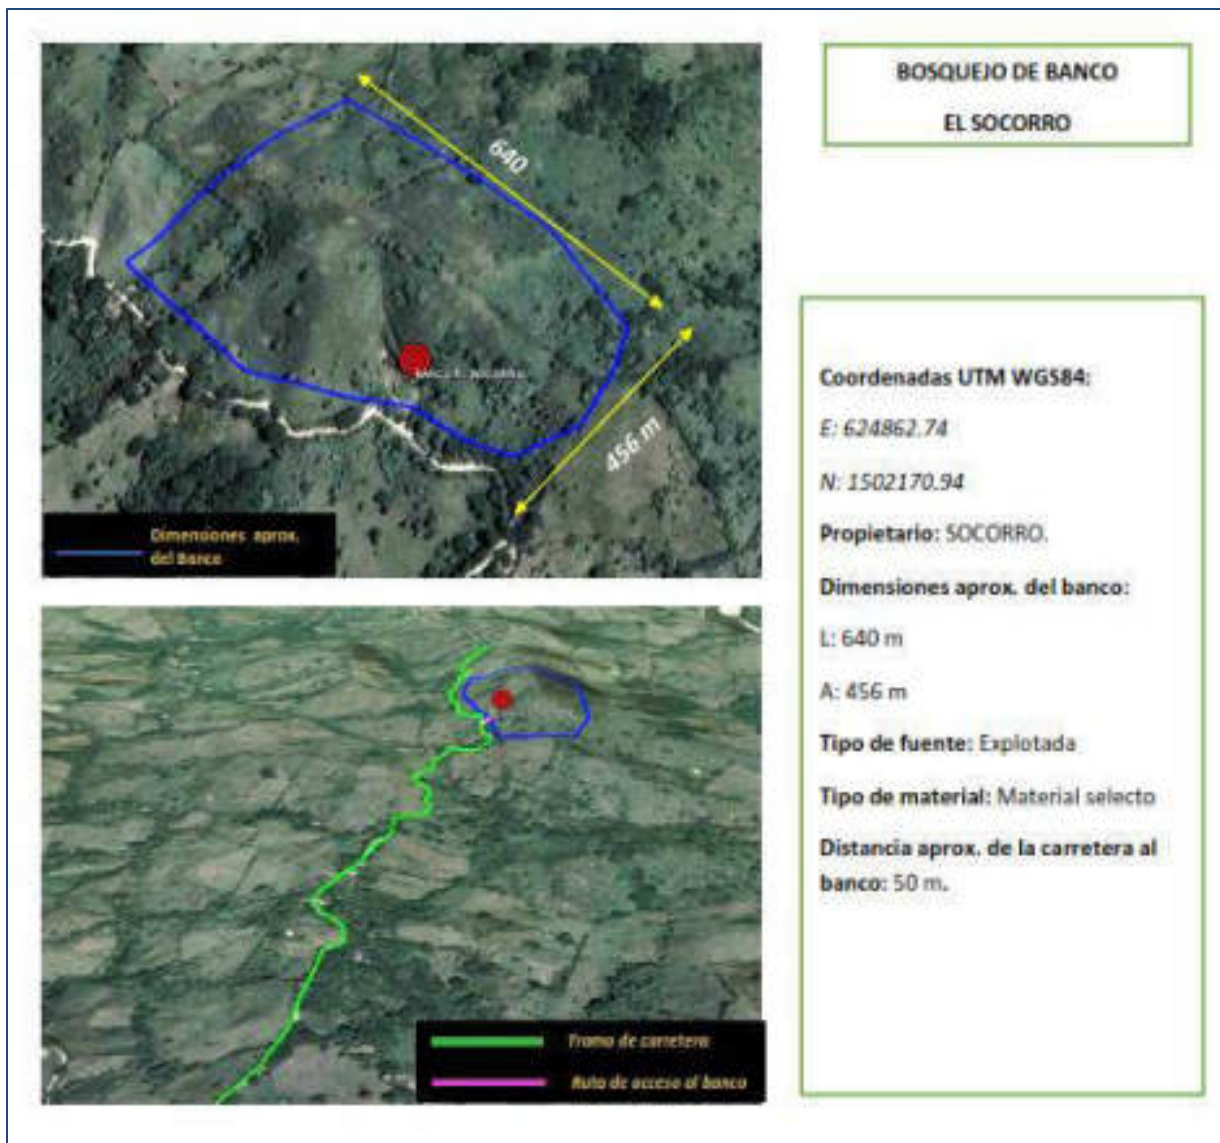 BOSQUEJO DE BANCO
EL SOCORRO
640
456 m
Dimensiones aprox.
del Banco
Coordenadas UTM WGS84:
E: 624862.74
N: 1502170.94
Propietario: SOCORRO.
Dimensiones aprox. del banco:
L: 640 m
A: 456 m
Tipo de fuente: Explotada
Tipo de material: Material selecto
Distancia aprox. de la carretera al
banco: 50 m.
Tramo de carretera
Ruta de acceso al banco